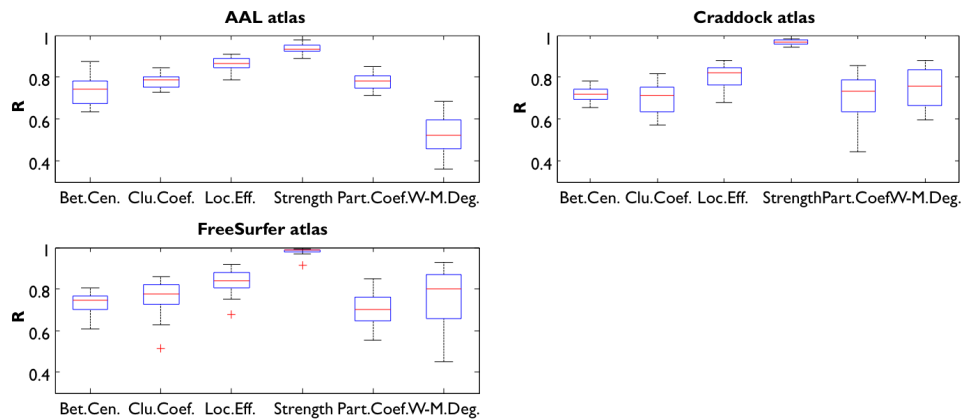 AAL atlas
1
0.8
R
0.6
0.4
Bet.Cen. Clu.Coef. Loc.Eff. Strength Part.Coef.W-M.Deg.
Craddock atlas
1
0.8
R
0.6
0.4
Bet.Cen. Clu.Coef. Loc.Eff. StrengthPart.Coef.W-M.Deg.
FreeSurfer atlas
1
0.8
R
0.6
0.4
Bet.Cen. Clu.Coef. Loc.Eff. Strength Part.Coef.W-M.Deg.